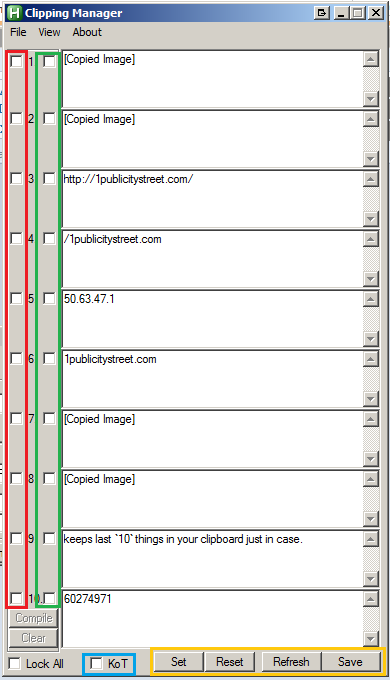 Clipping Manager
File View About
1 [Copied Image]
2 [Copied Image]
3 http://1publicitystreet.com/
4 /1publicitystreet.com
5 50.63.47.1
6 1publicitystreet.com
7 [Copied Image]
8 [Copied Image]
9 keeps last `10` things in your clipboard just in case.
10. 60274971
Compile
Clear
Lock All KoT Set Reset Refresh Save